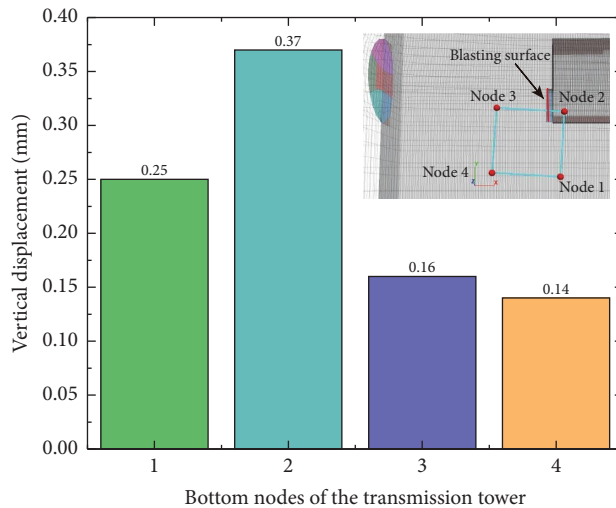 0.40
0.35
0.30
0.25
0.20
0.15
0.10
0.05
0.00
Vertical displacement (mm)
0.25
0.37
0.16
0.14
1
2
3
4
Bottom nodes of the transmission tower
Blasting surface
Node 3
Node 2
Node 4
Node 1
Y
Z
X